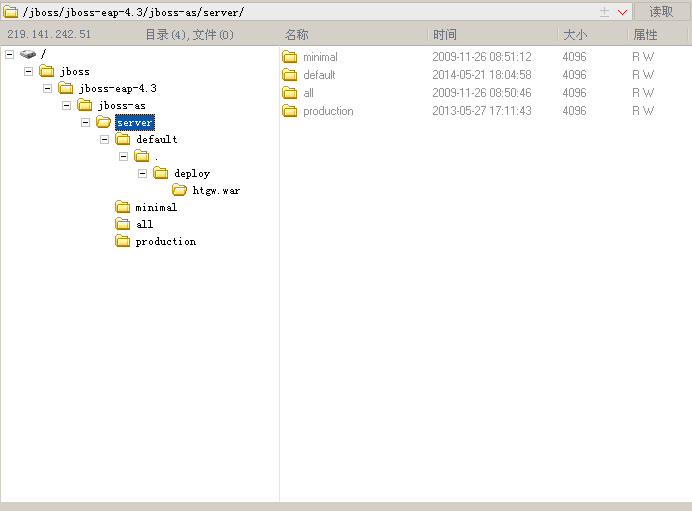 /jboss/jboss-eap-4.3/jboss-as/server/ 读取
219.141.242.51 目录(4),文件(0) 名称 时间 大小 属性
/
jboss
jboss-eap-4.3
jboss-as
server
default
.
deploy
htgw.war
minimal
all
production
minimal 2009-11-26 08:51:12 4096 R W
default 2014-05-21 18:04:58 4096 R W
all 2009-11-26 08:50:46 4096 R W
production 2013-05-27 17:11:43 4096 R W